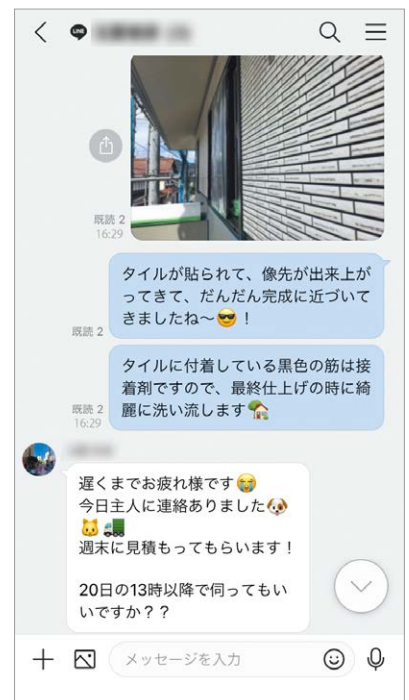 LINE
既読 2
16:29
タイルが貼られて、像先が出来上が
ってきて、だんだん完成に近づいて
きましたね〜😎！
既読 2
タイルに付着している黒色の筋は接
着剤ですので、最終仕上げの時に綺
麗に洗い流します🏡
既読 2
16:29
遅くまでお疲れ様です😭
今日主人に連絡ありました🐶
🐱🚛
週末に見積もってもらいます！
20日の13時以降で伺ってもい
いですか？？
メッセージを入力